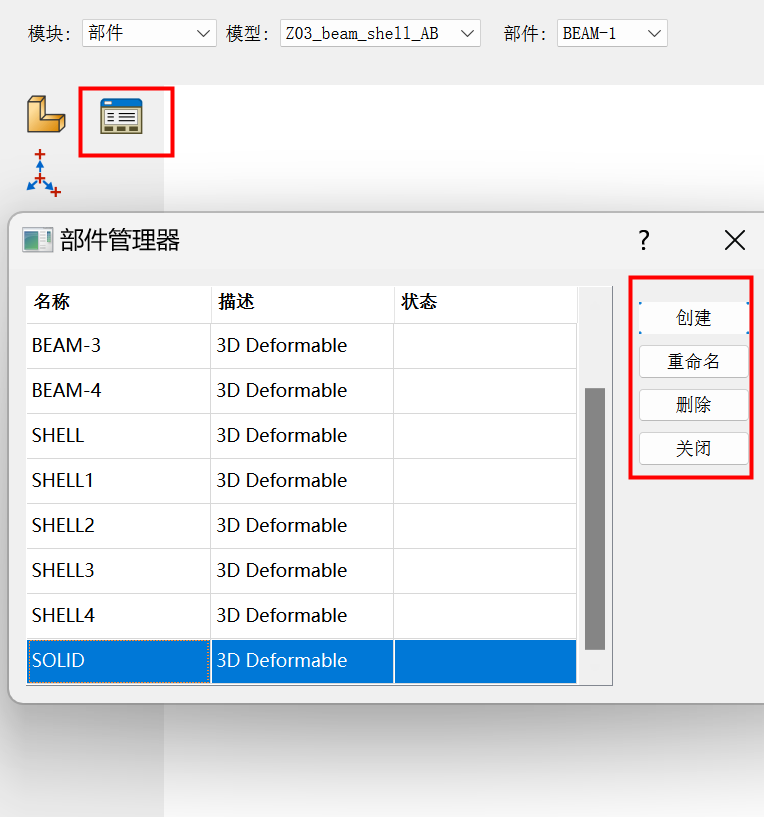 模块： 部件 模型： Z03_beam_shell_AB 部件： BEAM-1
部件管理器 ?
名称 描述 状态
BEAM-3 3D Deformable
BEAM-4 3D Deformable
SHELL 3D Deformable
SHELL1 3D Deformable
SHELL2 3D Deformable
SHELL3 3D Deformable
SHELL4 3D Deformable
SOLID 3D Deformable
创建
重命名
删除
关闭